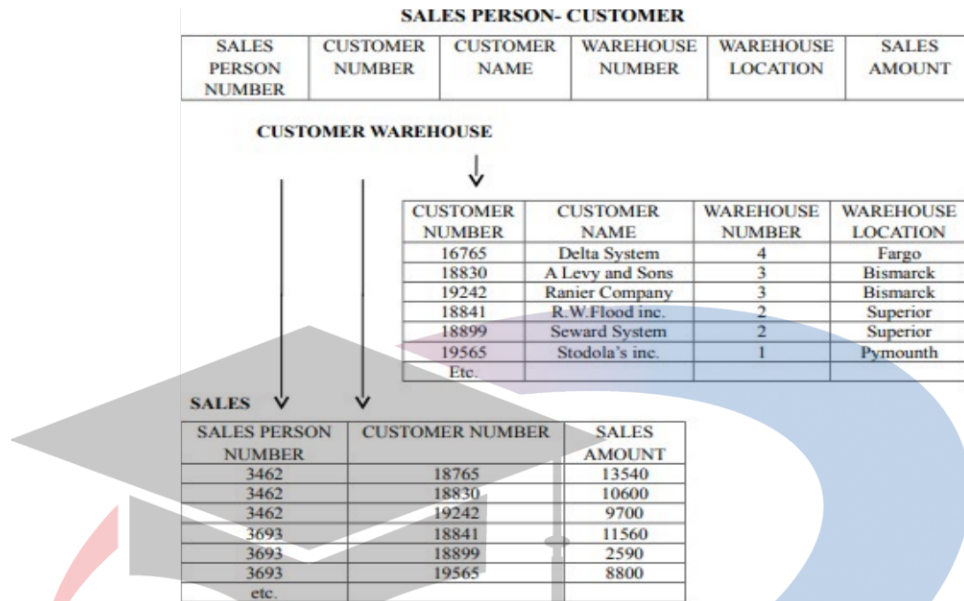 SALES PERSON- CUSTOMER
SALES PERSON NUMBER CUSTOMER NUMBER CUSTOMER NAME WAREHOUSE NUMBER WAREHOUSE LOCATION SALES AMOUNT
CUSTOMER WAREHOUSE
CUSTOMER NUMBER CUSTOMER NAME WAREHOUSE NUMBER WAREHOUSE LOCATION
16765 Delta System 4 Fargo
18830 A Levy and Sons 3 Bismarck
19242 Ranier Company 3 Bismarck
18841 R.W.Flood inc. 2 Superior
18899 Seward System 2 Superior
19565 Stodola's inc. 1 Pymounth
Etc.
SALES
SALES PERSON NUMBER CUSTOMER NUMBER SALES AMOUNT
3462 18765 13540
3462 18830 10600
3462 19242 9700
3693 18841 11560
3693 18899 2590
3693 19565 8800
etc.